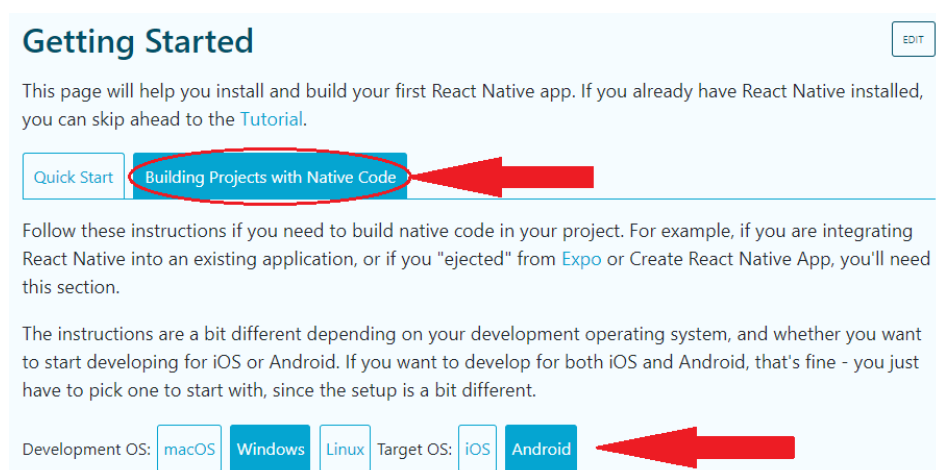 Getting Started
EDIT
This page will help you install and build your first React Native app. If you already have React Native installed,
you can skip ahead to the Tutorial.
Quick Start Building Projects with Native Code
Follow these instructions if you need to build native code in your project. For example, if you are integrating
React Native into an existing application, or if you "ejected" from Expo or Create React Native App, you'll need
this section.
The instructions are a bit different depending on your development operating system, and whether you want
to start developing for iOS or Android. If you want to develop for both iOS and Android, that's fine - you just
have to pick one to start with, since the setup is a bit different.
Development OS: macOS Windows Linux Target OS: iOS Android